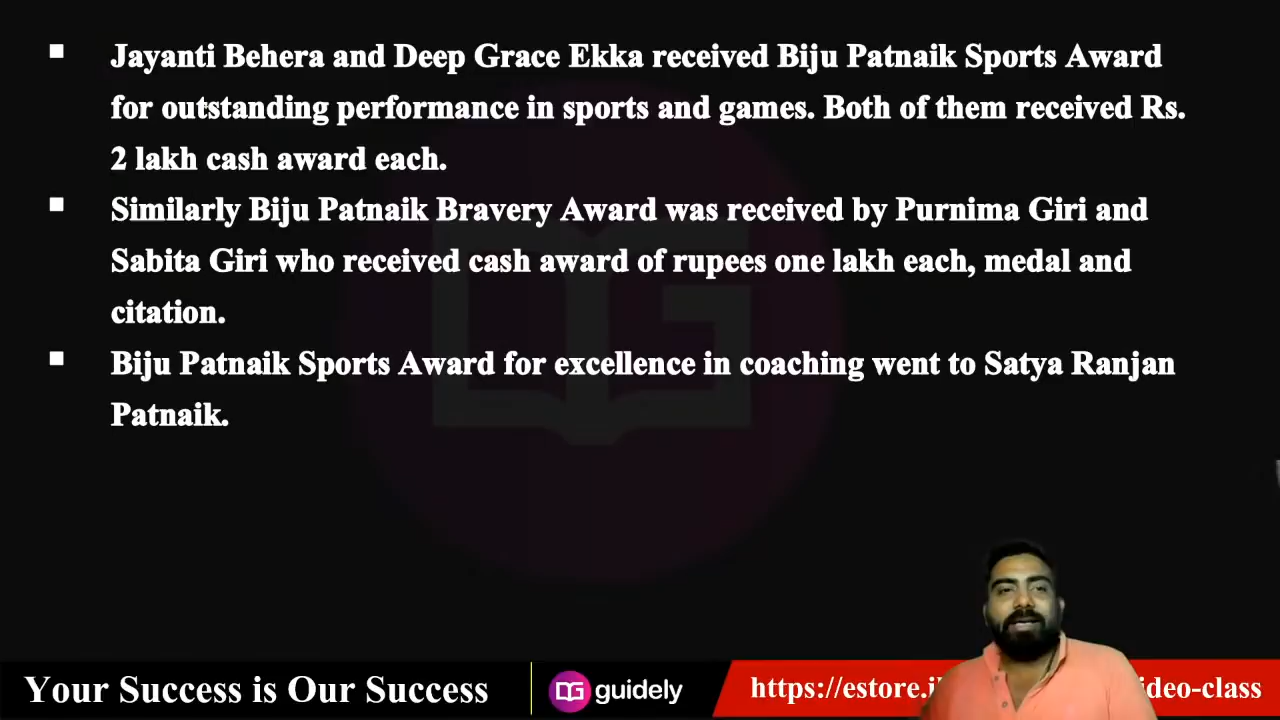 Jayanti Behera and Deep Grace Ekka received Biju Patnaik Sports Award
for outstanding performance in sports and games. Both of them received Rs.
2 lakh cash award each.
Similarly Biju Patnaik Bravery Award was received by Purnima Giri and
Sabita Giri who received cash award of rupees one lakh each, medal and
citation.
Biju Patnaik Sports Award for excellence in coaching went to Satya Ranjan
Patnaik.
Your Success is Our Success
DG guidely
https://estore.